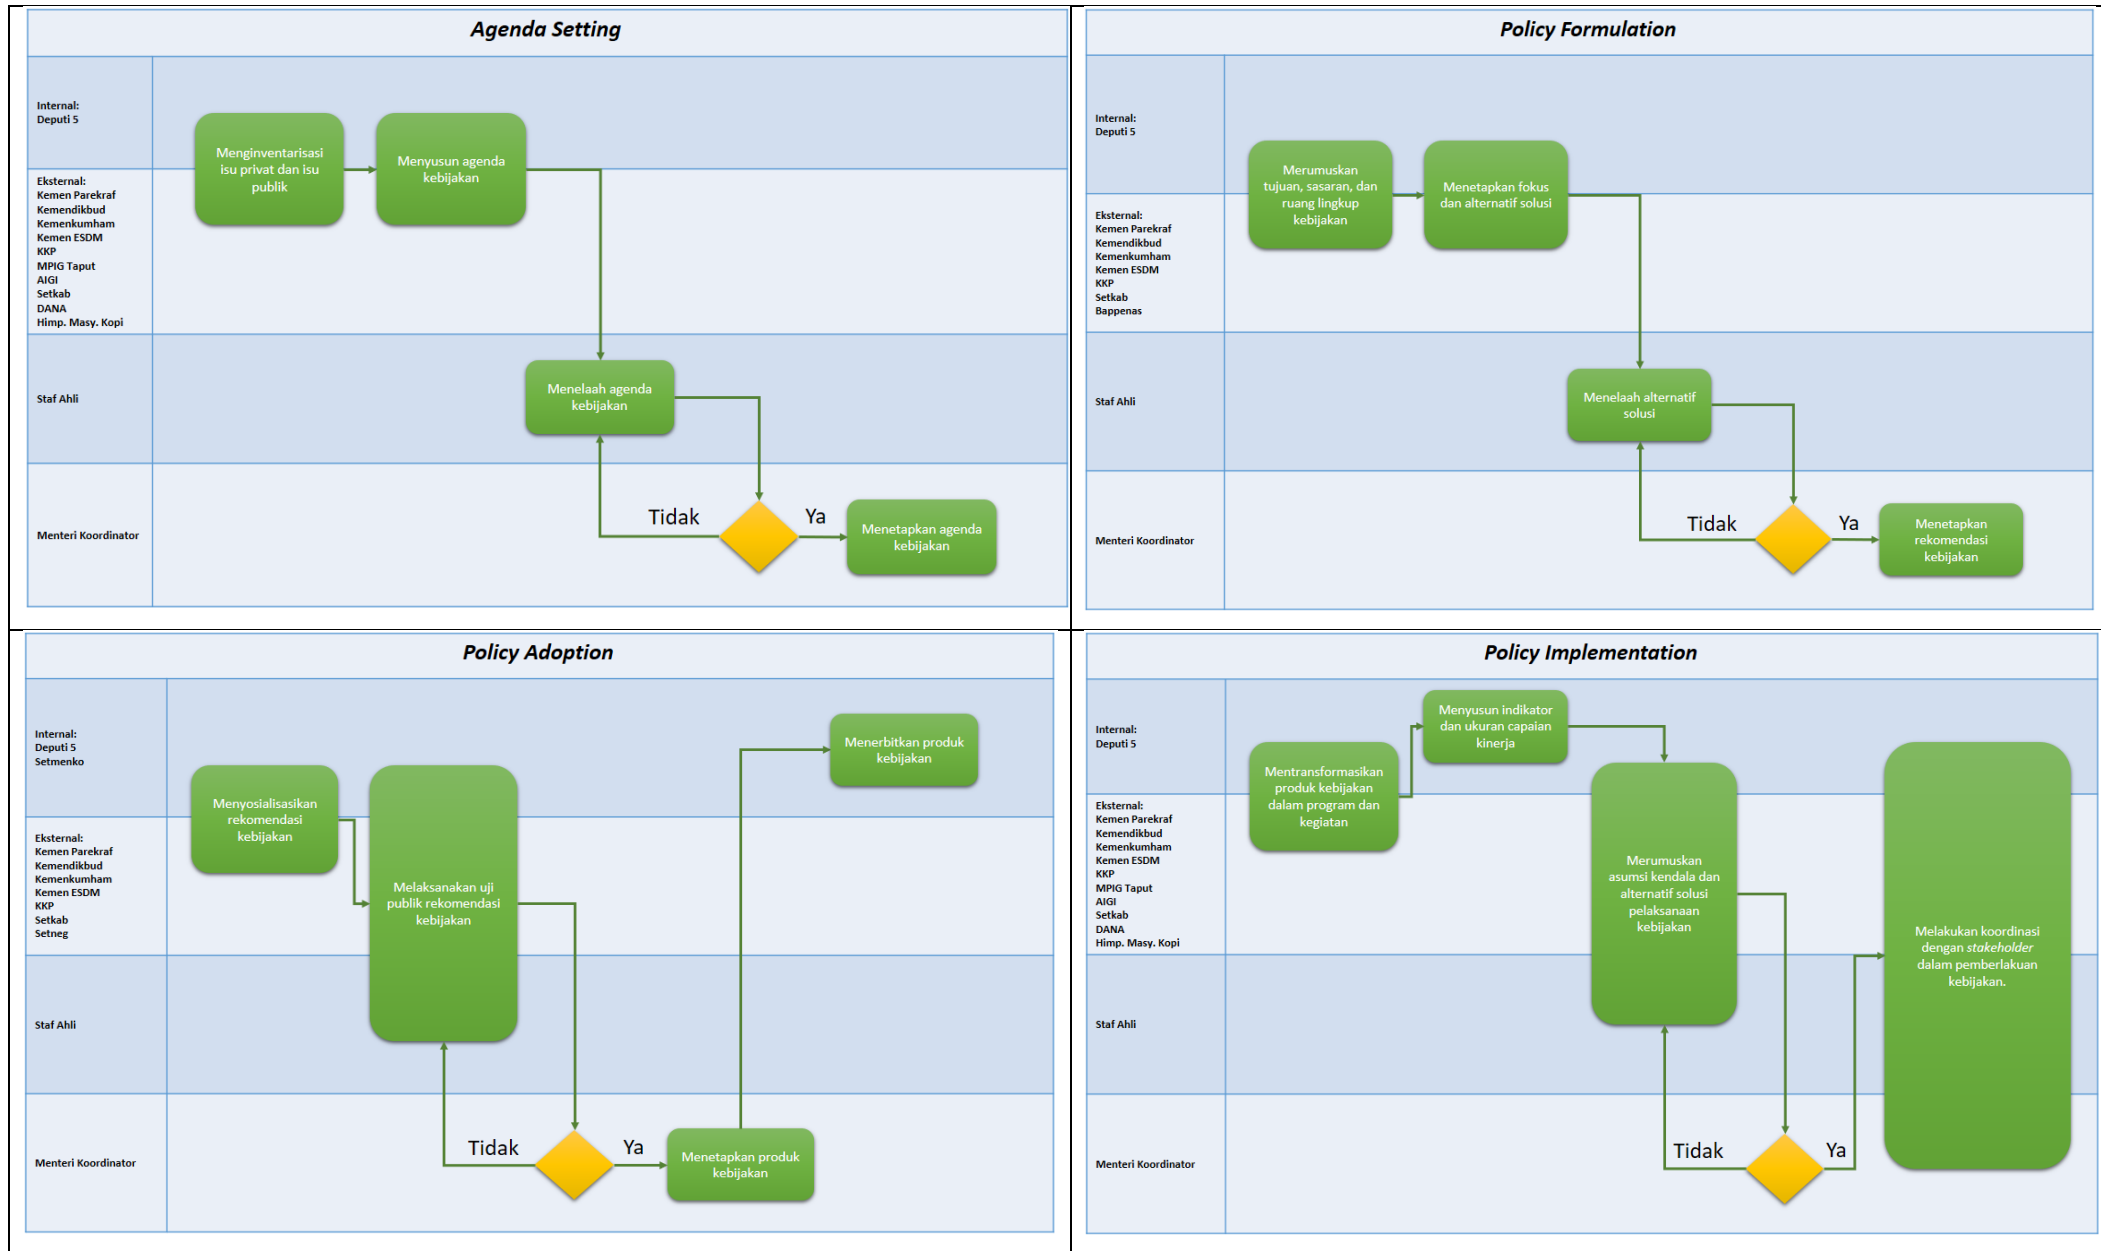 Agenda Setting
Internal:
Deputi 5
Eksternal:
Kemen Parekraf
Kemendikbud
Kemenkumham
Kemen ESDM
KKP
MPIG Taput
AIGI
Setkab
DANA
Himp. Masy. Kopi
Staf Ahli
Menteri Koordinator
Menginventarisasi
isu privat dan isu
publik
Menyusun agenda
kebijakan
Menelaah agenda
kebijakan
Tidak
Ya
Menetapkan agenda
kebijakan
Policy Formulation
Internal:
Deputi 5
Eksternal:
Kemen Parekraf
Kemendikbud
Kemenkumham
Kemen ESDM
KKP
Setkab
Bappenas
Staf Ahli
Menteri Koordinator
Merumuskan
tujuan, sasaran, dan
ruang lingkup
kebijakan
Menetapkan fokus
dan alternatif solusi
Menelaah alternatif
solusi
Tidak
Ya
Menetapkan
rekomendasi
kebijakan
Policy Adoption
Internal:
Deputi 5
Setmenko
Eksternal:
Kemen Parekraf
Kemendikbud
Kemenkumham
Kemen ESDM
KKP
Setkab
Setneg
Staf Ahli
Menteri Koordinator
Menyosialisasikan
rekomendasi
kebijakan
Melaksanakan uji
publik rekomendasi
kebijakan
Tidak
Ya
Menetapkan produk
kebijakan
Menerbitkan produk
kebijakan
Policy Implementation
Internal:
Deputi 5
Eksternal:
Kemen Parekraf
Kemendikbud
Kemenkumham
Kemen ESDM
KKP
MPIG Taput
AIGI
Setkab
DANA
Himp. Masy. Kopi
Staf Ahli
Menteri Koordinator
Mentransformasikan
produk kebijakan
dalam program dan
kegiatan
Menyusun indikator
dan ukuran capaian
kinerja
Merumuskan
asumsi kendala dan
alternatif solusi
pelaksanaan
kebijakan
Tidak
Ya
Melakukan koordinasi
dengan stakeholder
dalam pemberlakuan
kebijakan.